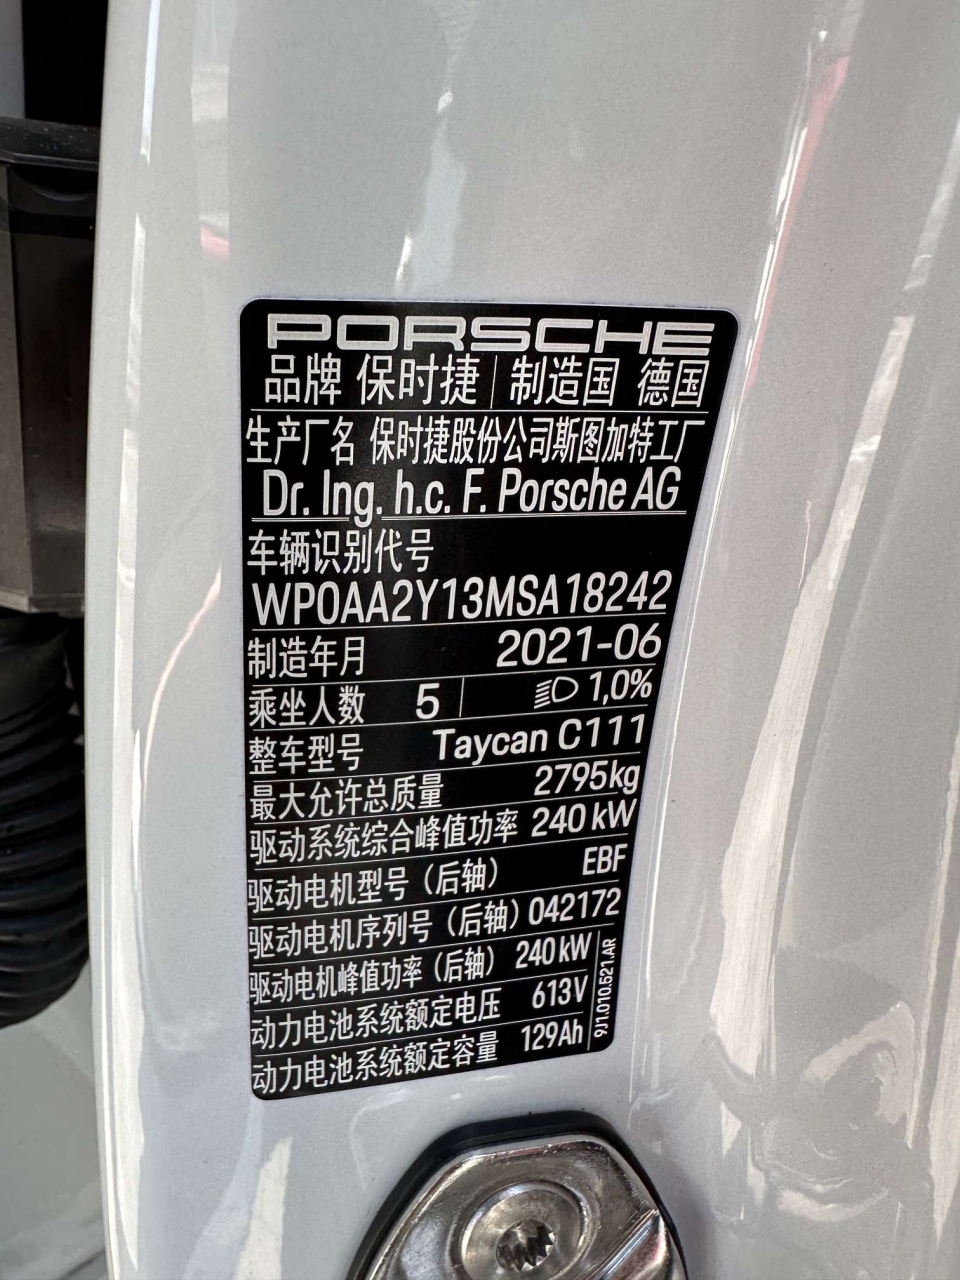 PORSCHE
品牌 保时捷 | 制造国 德国
生产厂名 保时捷股份公司斯图加特工厂
Dr. Ing. h.c. F. Porsche AG
车辆识别代号
WP0AA2Y13MSA18242
制造年月 2021-06
乘坐人数 5 | 1,0%
整车型号 Taycan C111
最大允许总质量 2795kg
驱动系统综合峰值功率 240 kW
驱动电机型号（后轴） EBF
驱动电机序列号（后轴） 042172
驱动电机峰值功率（后轴） 240 kW
动力电池系统额定电压 613V
动力电池系统额定容量 129Ah
9J1.010.521.AR